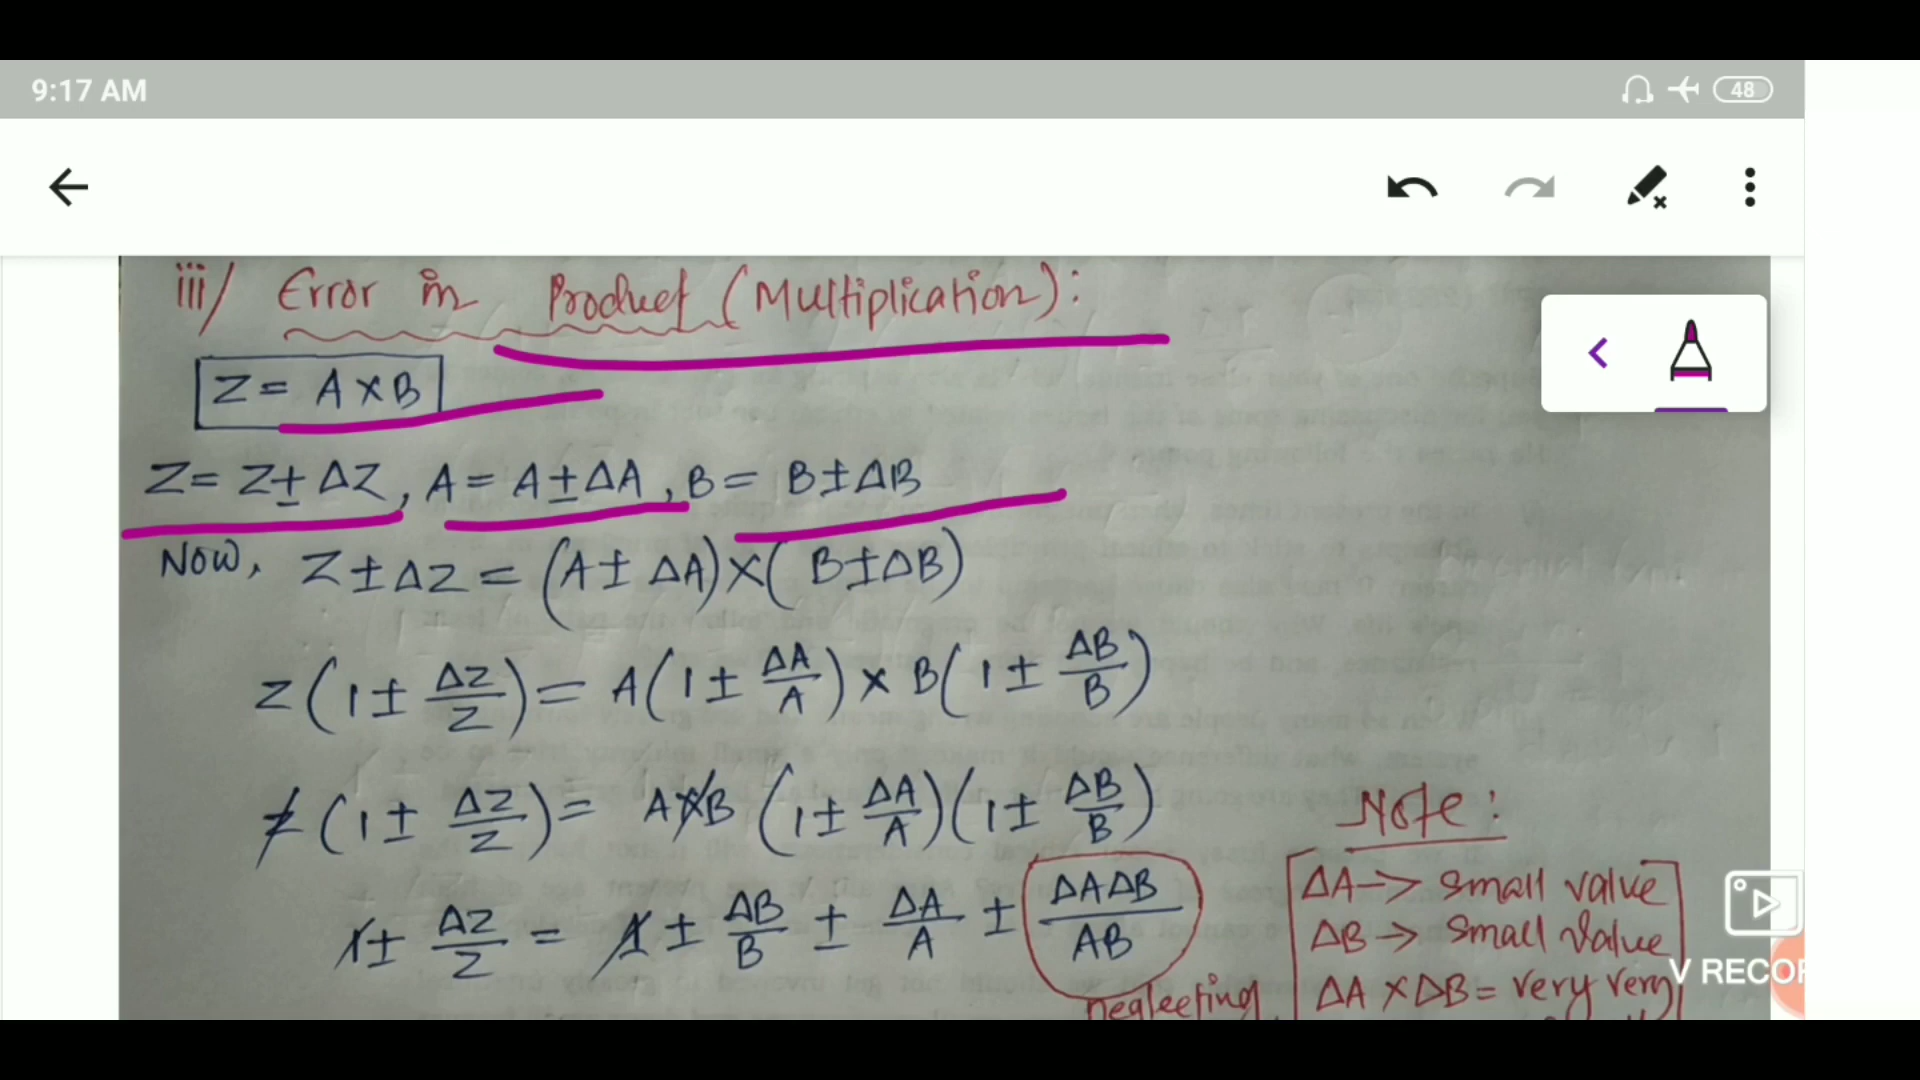 9:17 AM
48
iii/ Error in Product (Multiplication):
Z = A × B
Z = Z ± ΔZ, A = A ± ΔA, B = B ± ΔB
Now, Z ± ΔZ = (A ± ΔA) × (B ± ΔB)
Z(1 ± ΔZ/Z) = A(1 ± ΔA/A) × B(1 ± ΔB/B)
Z(1 ± ΔZ/Z) = A×B (1 ± ΔA/A)(1 ± ΔB/B)
1 ± ΔZ/Z = 1 ± ΔB/B ± ΔA/A ± ΔAΔB/AB
neglecting
Note:
ΔA -> small value
ΔB -> small value
ΔA × ΔB = very very
V RECOR